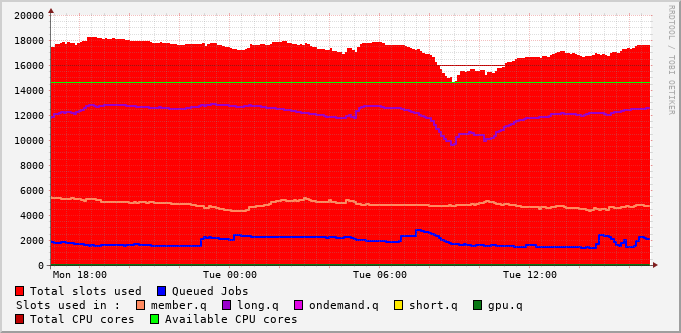 20000
18000
16000
14000
12000
10000
8000
6000
4000
2000
0
Mon 18:00 Tue 00:00 Tue 06:00 Tue 12:00
RRDTOOL / TOBI OETIKER
Total slots used Queued Jobs
Slots used in : member.q long.q ondemand.q short.q gpu.q
Total CPU cores Available CPU cores